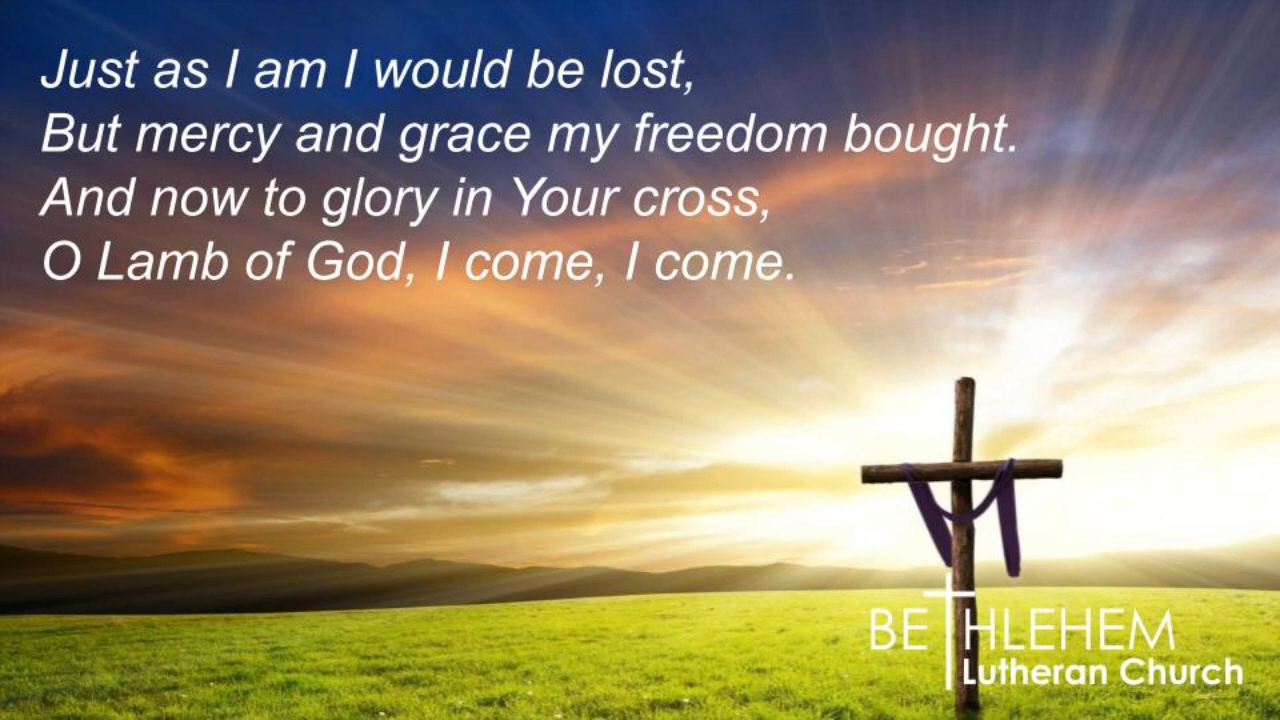 Just as I am I would be lost,
But mercy and grace my freedom bought.
And now to glory in Your cross,
O Lamb of God, I come, I come.
BETHLEHEM
Lutheran Church